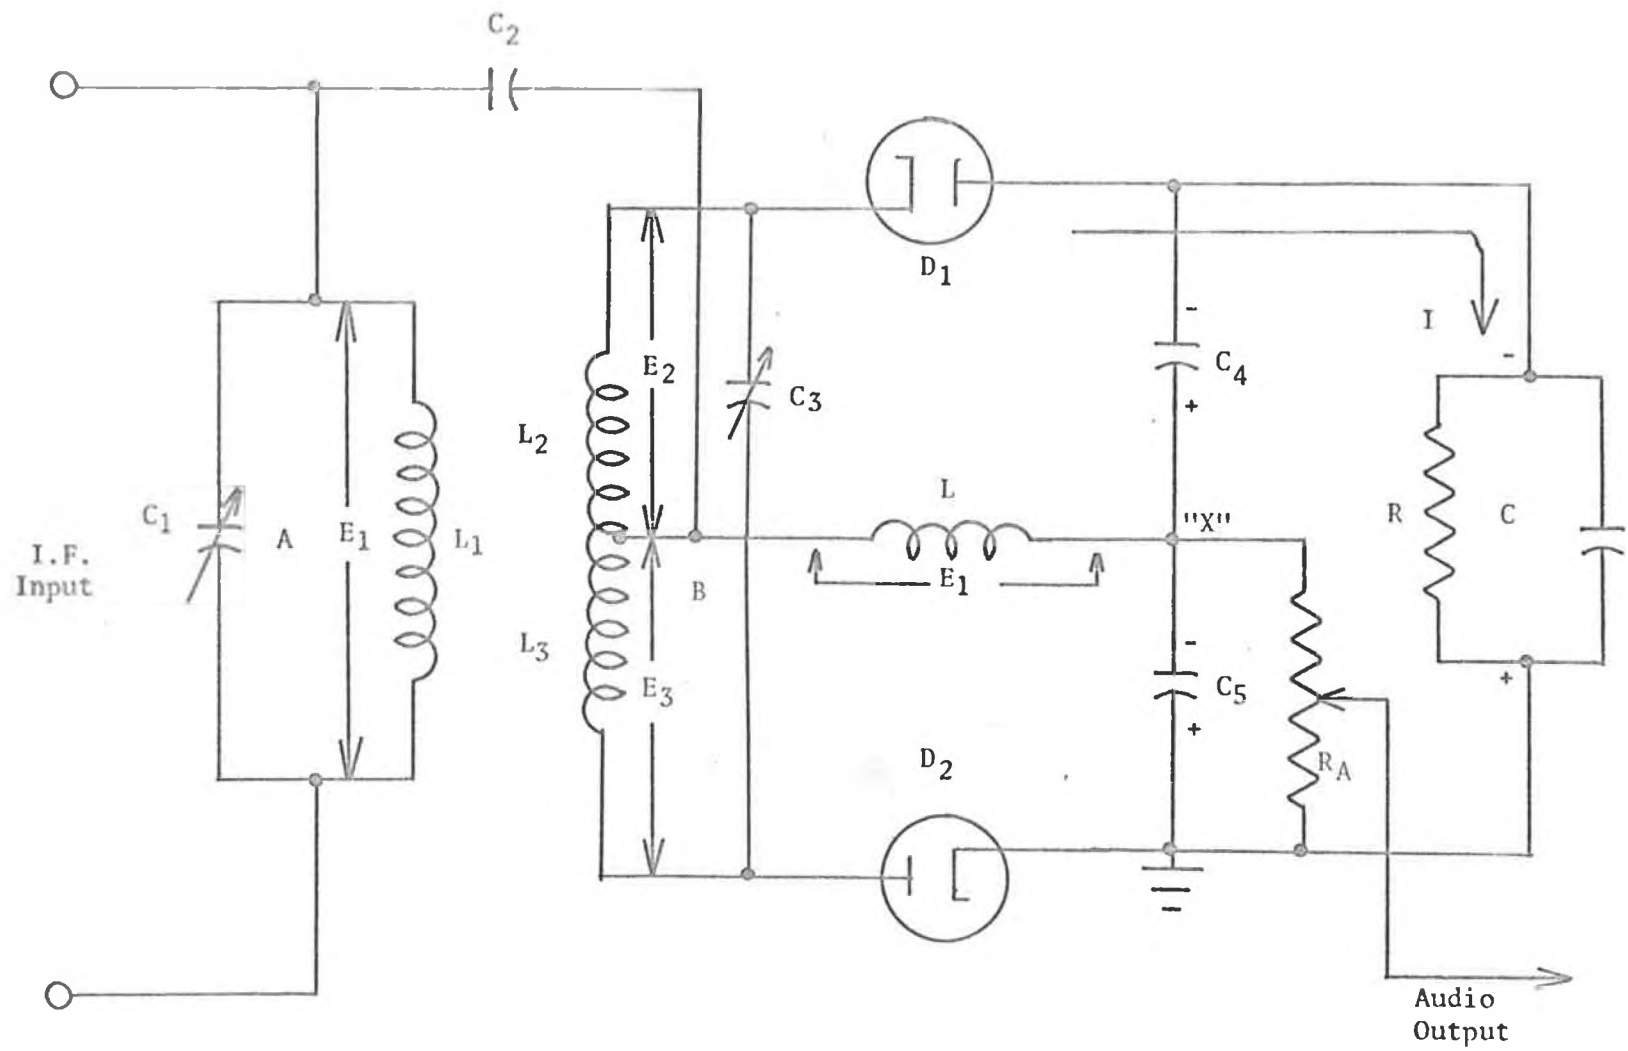 C2
D1
-
I
-
E2
C3
C4
+
L2
L
"X"
R
C
C1
A
E1
L1
I.F.
Input
E1
B
L3
E3
-
C5
+
+
D2
RA
Audio
Output